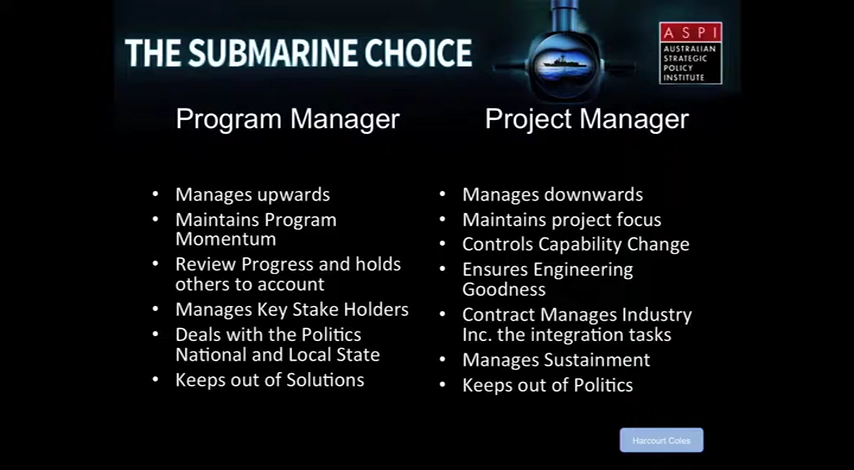 THE SUBMARINE CHOICE
ASPI
AUSTRALIAN
STRATEGIC
POLICY
INSTITUTE
Program Manager
• Manages upwards
• Maintains Program
Momentum
• Review Progress and holds
others to account
• Manages Key Stake Holders
• Deals with the Politics
National and Local State
• Keeps out of Solutions
Project Manager
• Manages downwards
• Maintains project focus
• Controls Capability Change
• Ensures Engineering
Goodness
• Contract Manages Industry
Inc. the integration tasks
• Manages Sustainment
• Keeps out of Politics
Harcourt Coles